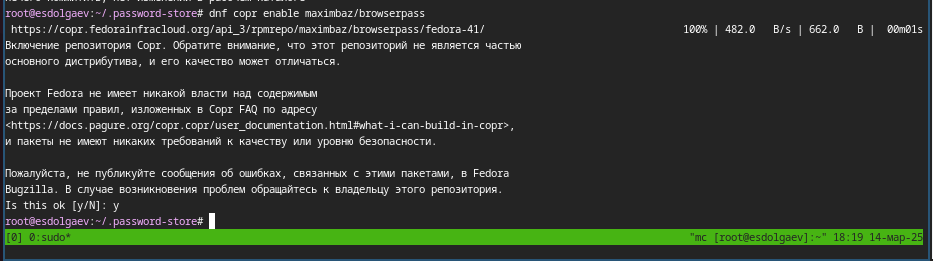 root@esdolgaev:~/.password-store# dnf copr enable maximbaz/browserpass
https://copr.fedorainfracloud.org/api_3/rpmrepo/maximbaz/browserpass/fedora-41/ 100% | 482.0 B/s | 662.0 B | 00m01s
Включение репозитория Copr. Обратите внимание, что этот репозиторий не является частью
основного дистрибутива, и его качество может отличаться.
Проект Fedora не имеет никакой власти над содержимым
за пределами правил, изложенных в Copr FAQ по адресу
<https://docs.pagure.org/copr.copr/user_documentation.html#what-i-can-build-in-copr>,
и пакеты не имеют никаких требований к качеству или уровню безопасности.
Пожалуйста, не публикуйте сообщения об ошибках, связанных с этими пакетами, в Fedora
Bugzilla. В случае возникновения проблем обращайтесь к владельцу этого репозитория.
Is this ok [y/N]: y
root@esdolgaev:~/.password-store#
[0] 0:sudo* "mc [root@esdolgaev]:~" 18:19 14-мар-25